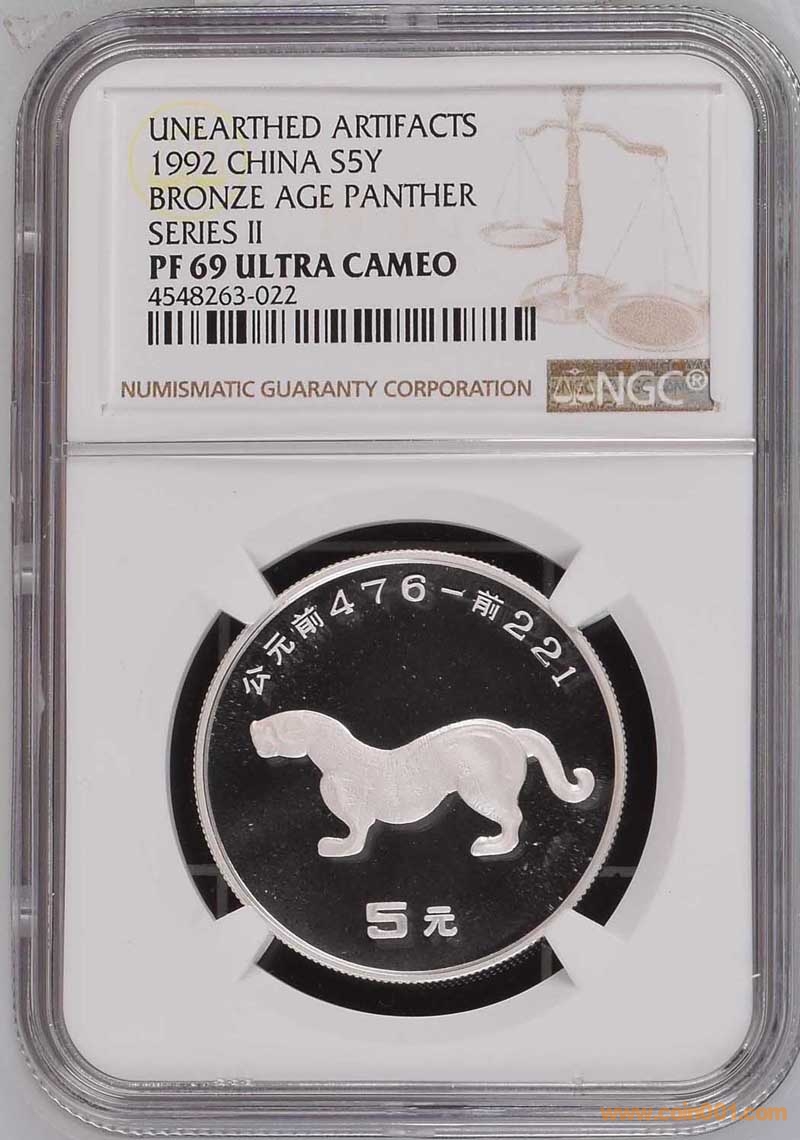 UNEARTHED ARTIFACTS
1992 CHINA S5Y
BRONZE AGE PANTHER
SERIES II
PF 69 ULTRA CAMEO
4548263-022
NUMISMATIC GUARANTY CORPORATION
NGC®
公元前476－前221
5元
www.coin001.com